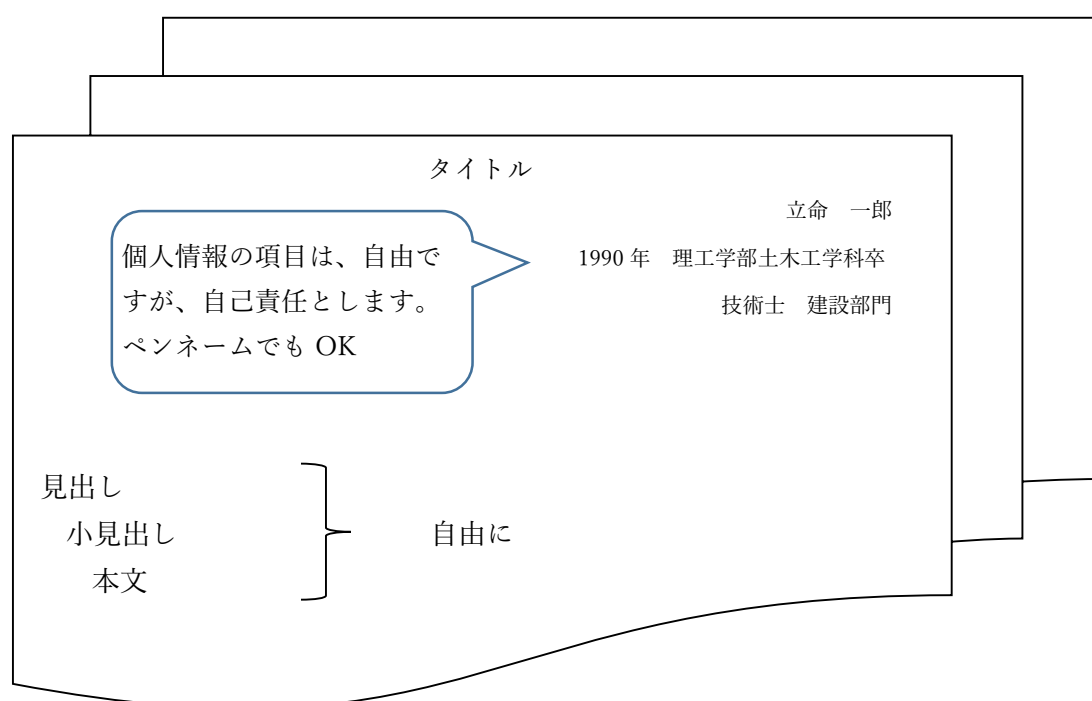 タイトル
立命　一郎
1990 年　理工学部土木工学科卒
技術士　建設部門
個人情報の項目は、自由で
すが、自己責任とします。
ペンネームでも OK
見出し
小見出し
本文
自由に